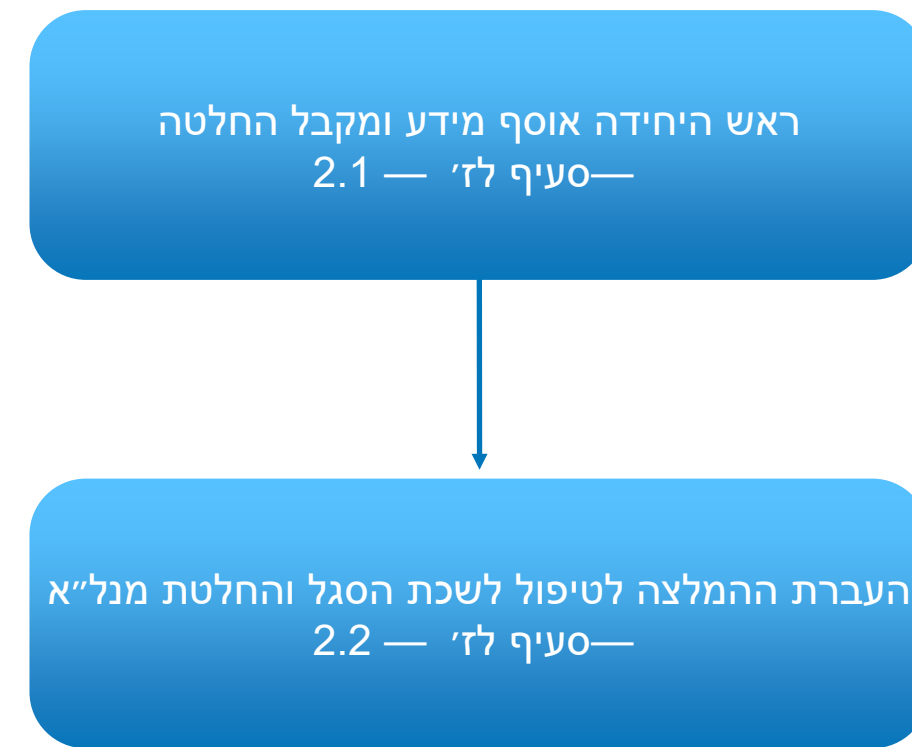 ראש היחידה אוסף מידע ומקבל החלטה
—סעיף לז׳ — 2.1
העברת ההמלצה לטיפול לשכת הסגל והחלטת מנל״א
—סעיף לז׳ — 2.2